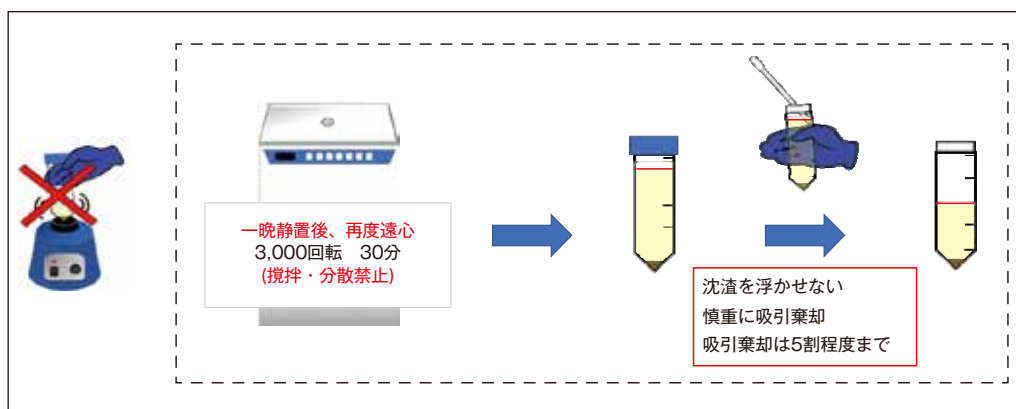 一晩静置後、再度遠心
3,000回転　30分
(撹拌・分散禁止)
沈渣を浮かせない
慎重に吸引棄却
吸引棄却は5割程度まで